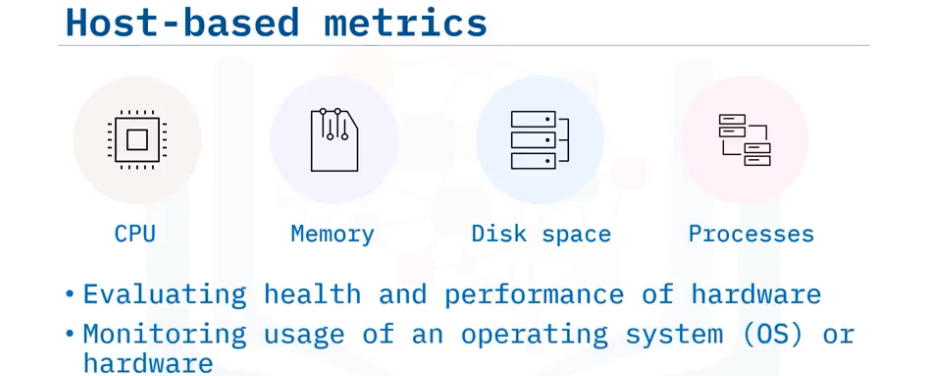 Host-based metrics
CPU
Memory
Disk space
Processes
• Evaluating health and performance of hardware
• Monitoring usage of an operating system (OS) or
hardware